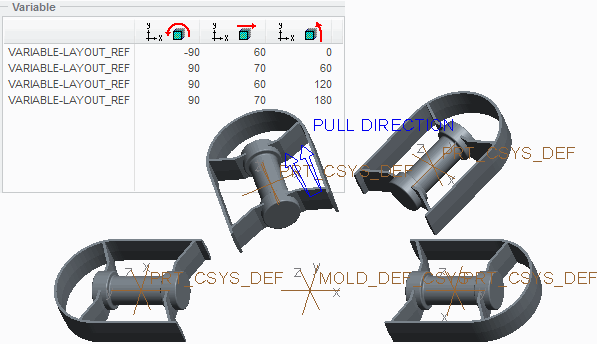 Variable
y x y x y x
VARIABLE-LAYOUT_REF -90 60 0
VARIABLE-LAYOUT_REF 90 70 60
VARIABLE-LAYOUT_REF 90 60 120
VARIABLE-LAYOUT_REF 90 70 180
PULL DIRECTION
PRT_CSYS_DEF
PRT_CSYS_DEF
PRT_CSYS_DEF
MOLD_DEF_CSYS
PRT_CSYS_DEF